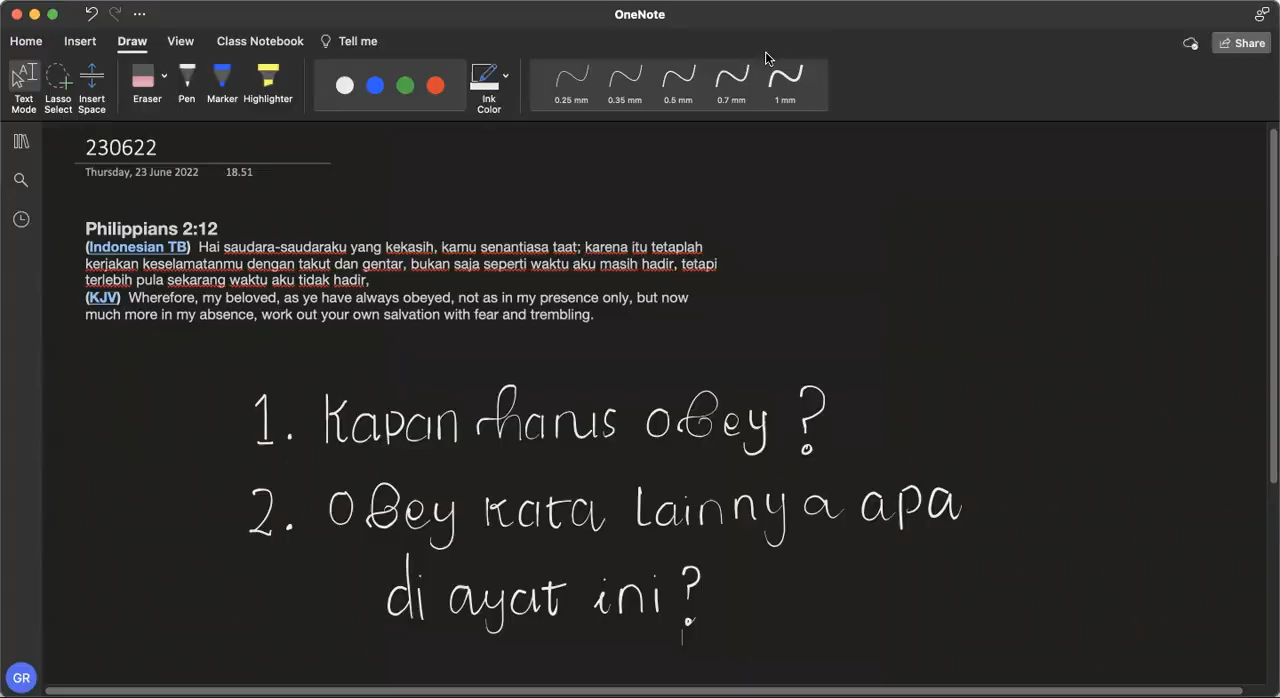 OneNote
Home Insert Draw View Class Notebook Tell me Share
Text Mode Lasso Select Insert Space Eraser Pen Marker Highlighter Ink Color 0.25 mm 0.35 mm 0.5 mm 0.7 mm 1 mm
230622
Thursday, 23 June 2022 18.51
Philippians 2:12
(Indonesian TB) Hai saudara-saudaraku yang kekasih, kamu senantiasa taat; karena itu tetaplah
kerjakan keselamatanmu dengan takut dan gentar, bukan saja seperti waktu aku masih hadir, tetapi
terlebih pula sekarang waktu aku tidak hadir,
(KJV) Wherefore, my beloved, as ye have always obeyed, not as in my presence only, but now
much more in my absence, work out your own salvation with fear and trembling.
1. Kapan harus obey ?
2. Obey kata lainnya apa
di ayat ini ?
GR